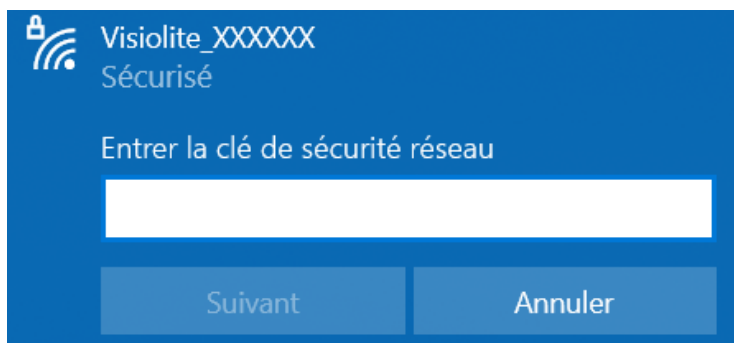 Visiolite_XXXXXX
Sécurisé
Entrer la clé de sécurité réseau
Suivant Annuler